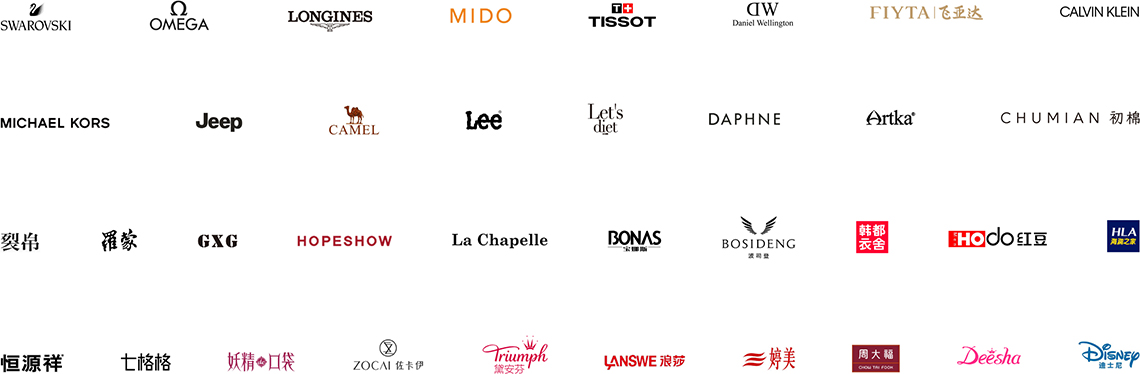 SWAROVSKI
OMEGA
LONGINES
MIDO
TISSOT
DW
Daniel Wellington
FIYTA 飞亚达
CALVIN KLEIN
MICHAEL KORS
Jeep
CAMEL
Lee
Let's
diet
DAPHNE
Artka
CHUMIAN 初棉
裂帛
羅蒙
GXG
HOPESHOW
La Chapelle
BONAS
宝娜斯
BOSIDENG
波司登
韩都
衣舍
HOdo 红豆
HLA
海澜之家
恒源祥
七格格
妖精の口袋
ZOCAI 佐卡伊
Triumph
黛安芬
LANSWE 浪莎
婷美
周大福
CHOW TAI FOOK
Deesha
Disney
迪士尼